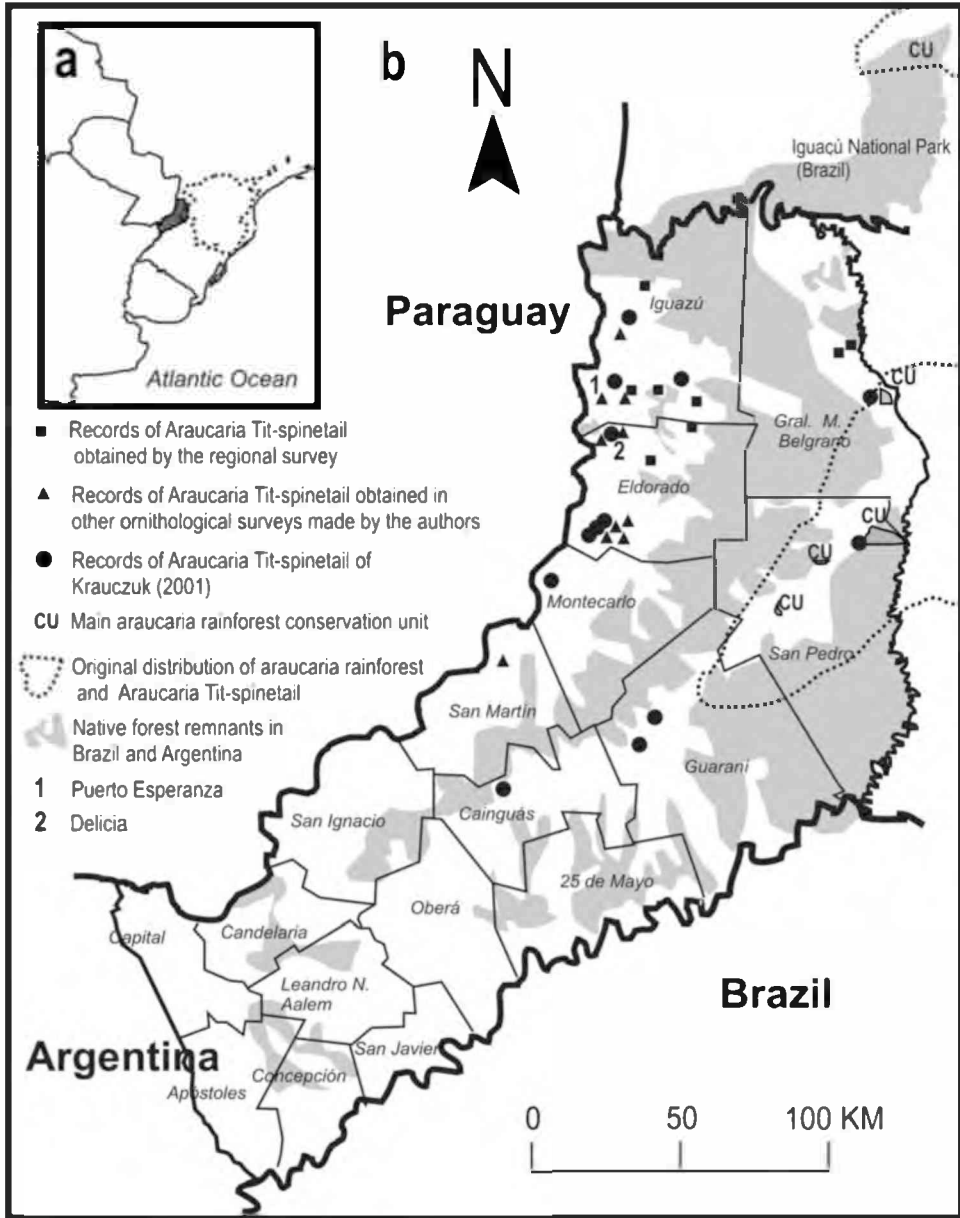 a
Atlantic Ocean
b
N
CU
Iguaçù National Park
(Brazil)
Paraguay
Iguazú
1
CU
Gral. M.
Belgrano
2
Eldorado
CU
CU
CU
Montecarlo
San Pedro
San Martín
Guaraní
Cainguás
San Ignacio
25 de Mayo
Oberá
Candelaria
Capital
Leandro N.
Aalem
Brazil
San Javier
Argentina
Concepción
Apóstoles
0 50 100 KM
Records of Araucaria Tit-spinetail
obtained by the regional survey
Records of Araucaria Tit-spinetail obtained in
other ornithological surveys made by the authors
Records of Araucaria Tit-spinetail of
Krauczuk (2001)
CU Main araucaria rainforest conservation unit
Original distribution of araucaria rainforest
and Araucaria Tit-spinetail
Native forest remnants in
Brazil and Argentina
1 Puerto Esperanza
2 Delicia